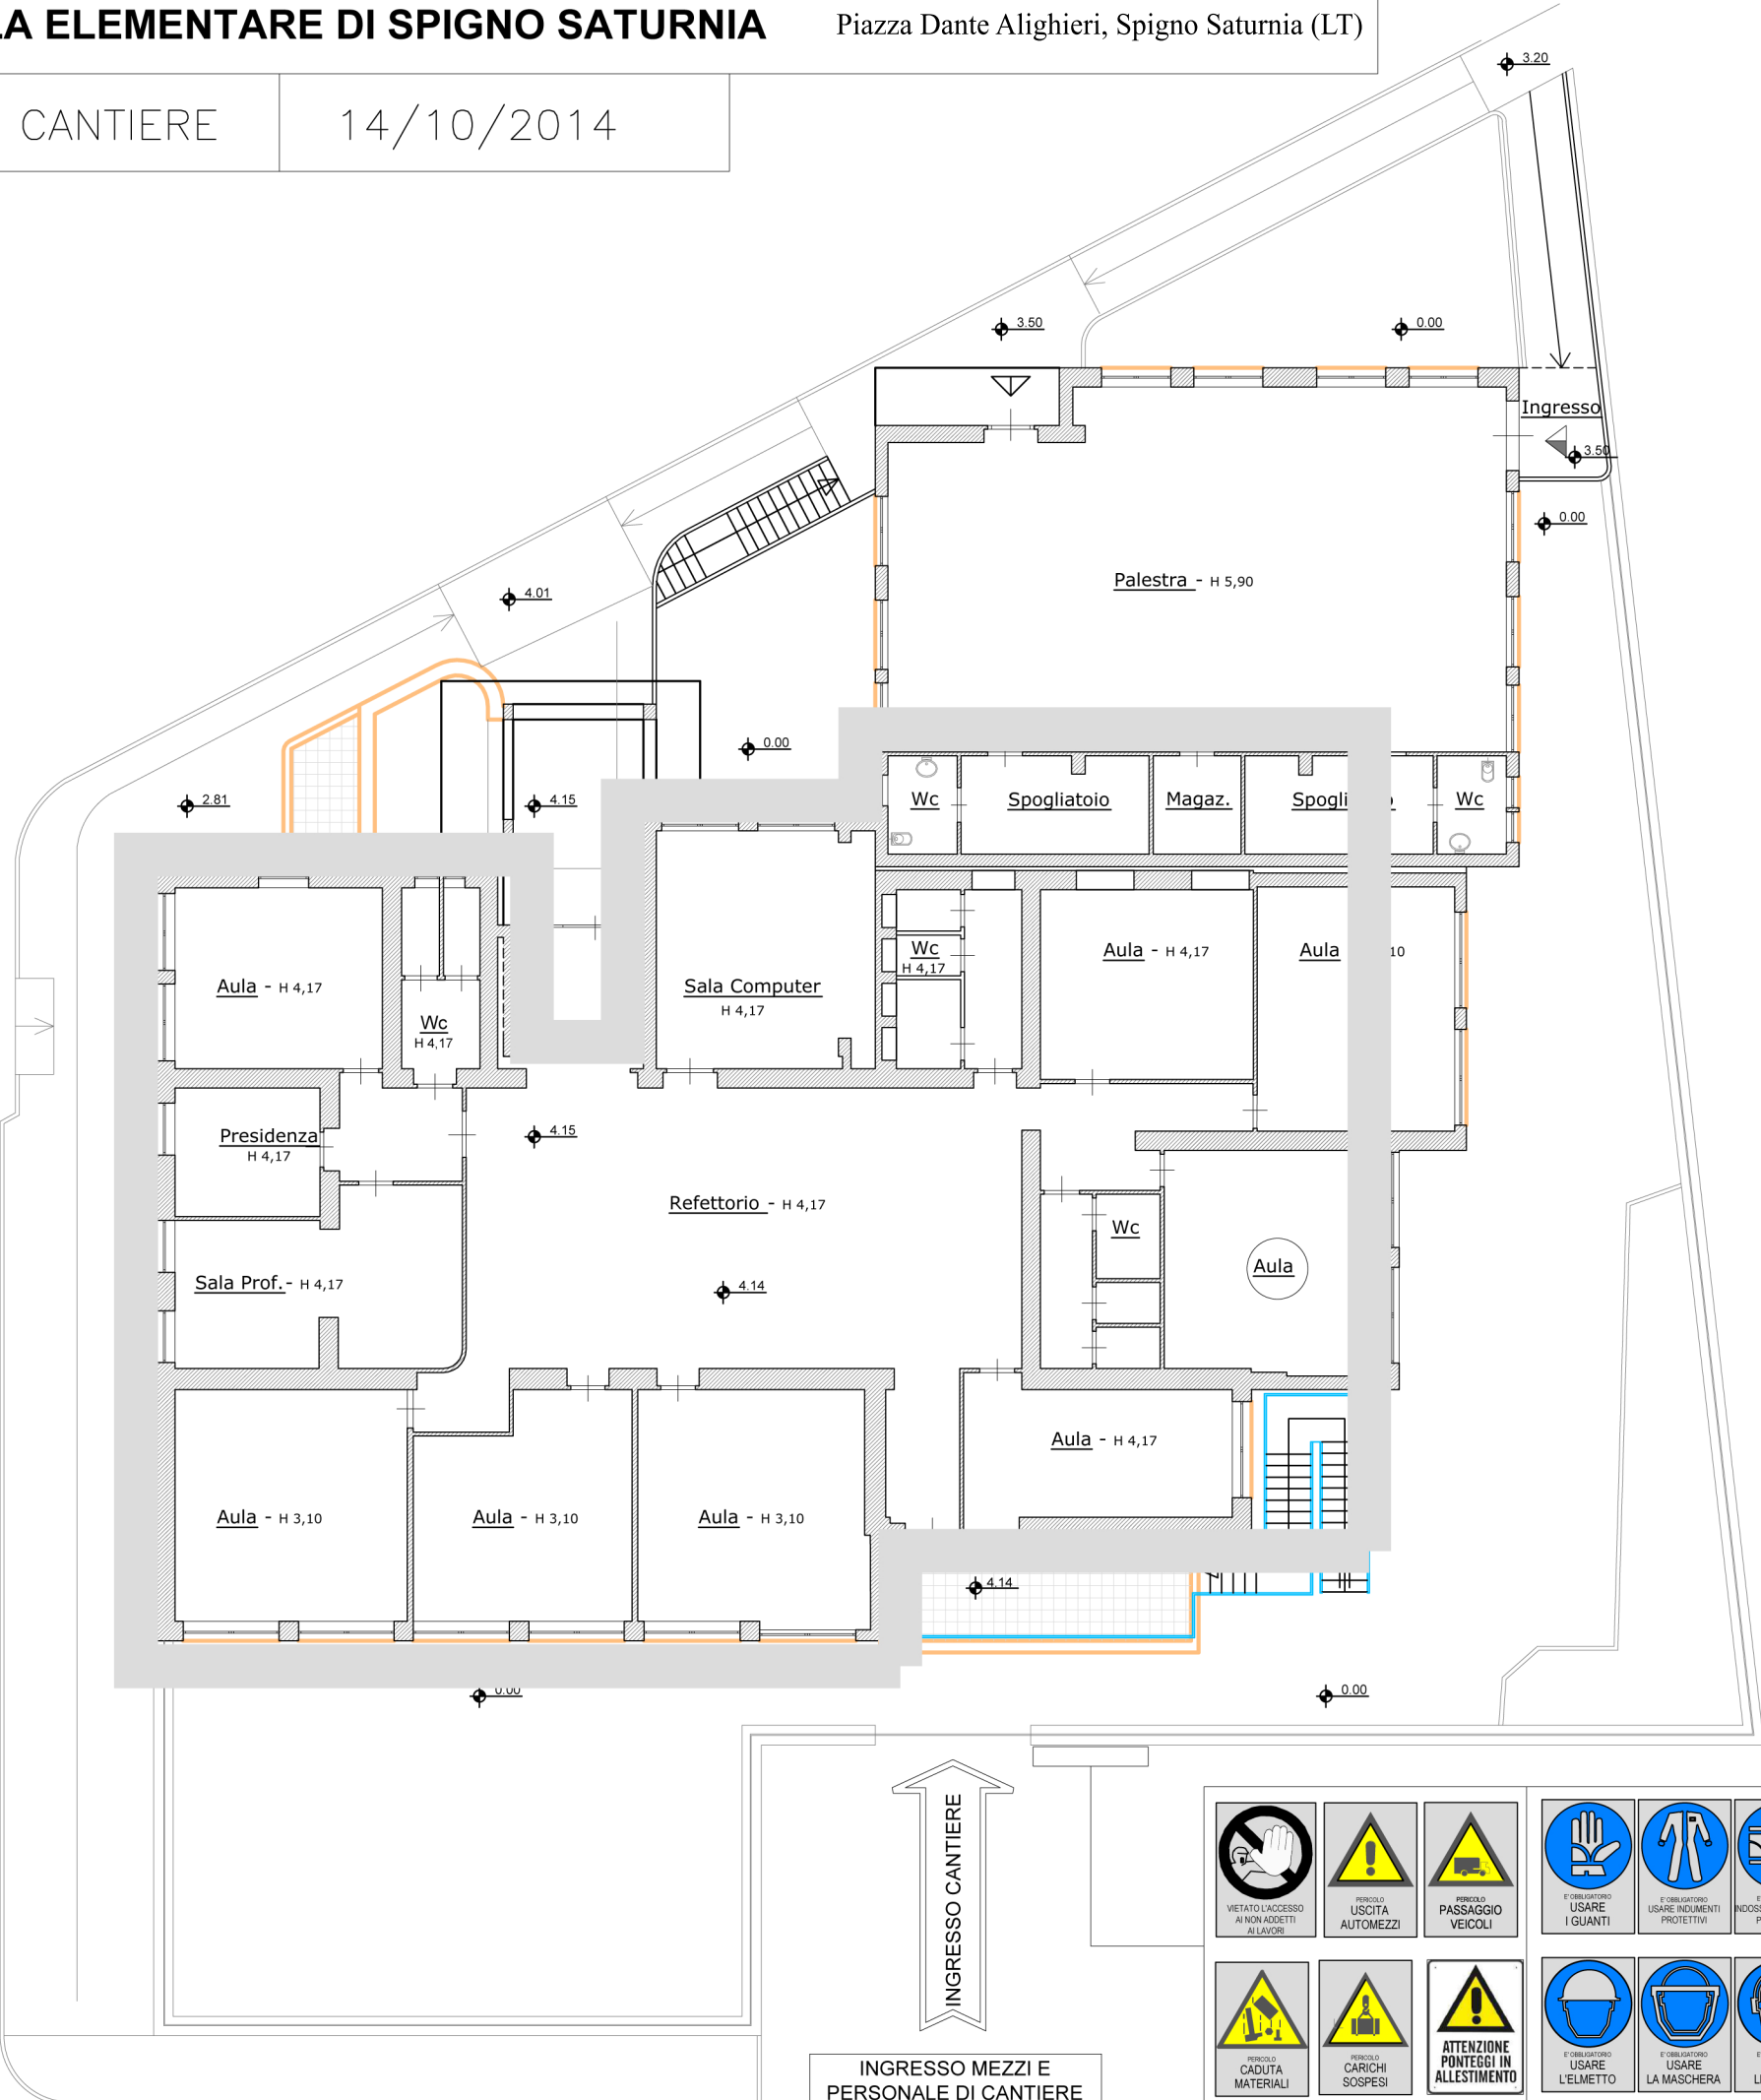 LA ELEMENTARE DI SPIGNO SATURNIA
Piazza Dante Alighieri, Spigno Saturnia (LT)
CANTIERE
14/10/2014
3.20
3.50
0.00
Ingresso
3.50
0.00
Palestra - H 5,90
4.01
0.00
2.81
4.15
Wc
Spogliatoio
Magaz.
Wc
Aula - H 4,17
Wc
H 4,17
Sala Computer
H 4,17
Wc
H 4,17
Aula - H 4,17
Aula
10
Presidenza
H 4,17
4.15
Refettorio - H 4,17
Wc
Aula
Sala Prof. - H 4,17
4.14
Aula - H 4,17
Aula - H 3,10
Aula - H 3,10
Aula - H 3,10
4.14
0.00
0.00
INGRESSO CANTIERE
INGRESSO MEZZI E
PERSONALE DI CANTIERE
VIETATO L'ACCESSO
AI NON ADDETTI
AI LAVORI
PERICOLO
USCITA
AUTOMEZZI
PERICOLO
PASSAGGIO
VEICOLI
E' OBBLIGATORIO
USARE
I GUANTI
E' OBBLIGATORIO
USARE INDUMENTI
PROTETTIVI
PERICOLO
CADUTA
MATERIALI
PERICOLO
CARICHI
SOSPESI
ATTENZIONE
PONTEGGI IN
ALLESTIMENTO
E' OBBLIGATORIO
USARE
L'ELMETTO
E' OBBLIGATORIO
USARE
LA MASCHERA